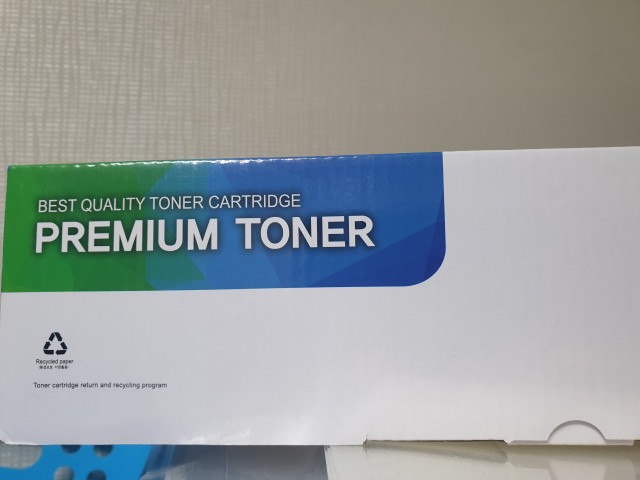 BEST QUALITY TONER CARTRIDGE
PREMIUM TONER
Recycled paper
Toner cartridge return and recycling program